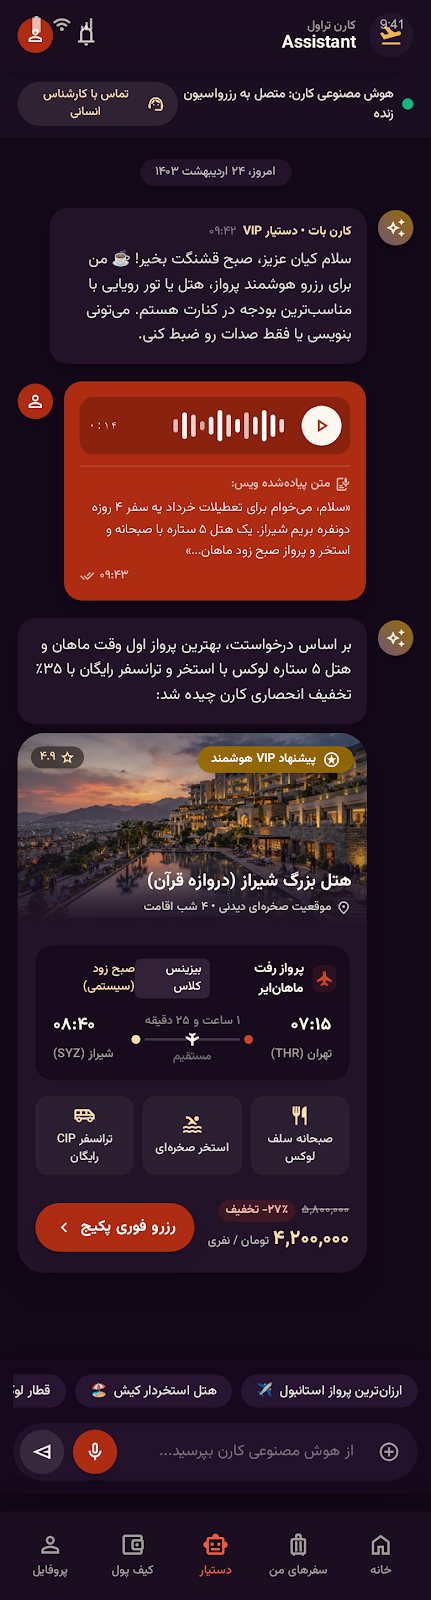 9:41
کارن تراول
Assistant
هوش مصنوعی کارن: متصل به رزرواسیون
زنده
تماس با کارشناس
انسانی
امروز، ۲۴ اردیبهشت ۱۴۰۳
کارن بات • دستیار VIP ۰۹:۴۲
سلام کیان عزیز، صبح قشنگت بخیر! ☕ من
برای رزرو هوشمند پرواز، هتل یا تور رویایی با
مناسب‌ترین بودجه در کنارت هستم. می‌تونی
بنویسی یا فقط صدات رو ضبط کنی.
۰:۱۴
متن پیاده‌شده ویس:
«سلام، می‌خوام برای تعطیلات خرداد یه سفر ۴ روزه
دونفره بریم شیراز. یک هتل ۵ ستاره با صبحانه و
استخر و پرواز صبح زود ماهان...»
۰۹:۴۳
بر اساس درخواستت، بهترین پرواز اول وقت ماهان و
هتل ۵ ستاره لوکس با استخر و ترانسفر رایگان با ۳۵٪
تخفیف انحصاری کارن چیده شد:
پیشنهاد VIP هوشمند
۴.۹
هتل بزرگ شیراز (دروازه قرآن)
موقعیت صخره‌ای دیدنی • ۴ شب اقامت
پرواز رفت
ماهان‌ایر
بیزینس
کلاس
صبح زود
(سیستمی)
۰۷:۱۵
۱ ساعت و ۲۵ دقیقه
۰۸:۴۰
تهران (THR)
مستقیم
شیراز (SYZ)
صبحانه سلف
لوکس
استخر صخره‌ای
ترانسفر CIP
رایگان
۵,۸۰۰,۰۰۰
۲۷٪- تخفیف
۴,۲۰۰,۰۰۰ تومان / نفری
رزرو فوری پکیج
ارزان‌ترین پرواز استانبول ✈️
هتل استخردار کیش 🏖️
قطار لو
از هوش مصنوعی کارن بپرسید...
خانه
سفرهای من
دستیار
کیف پول
پروفایل